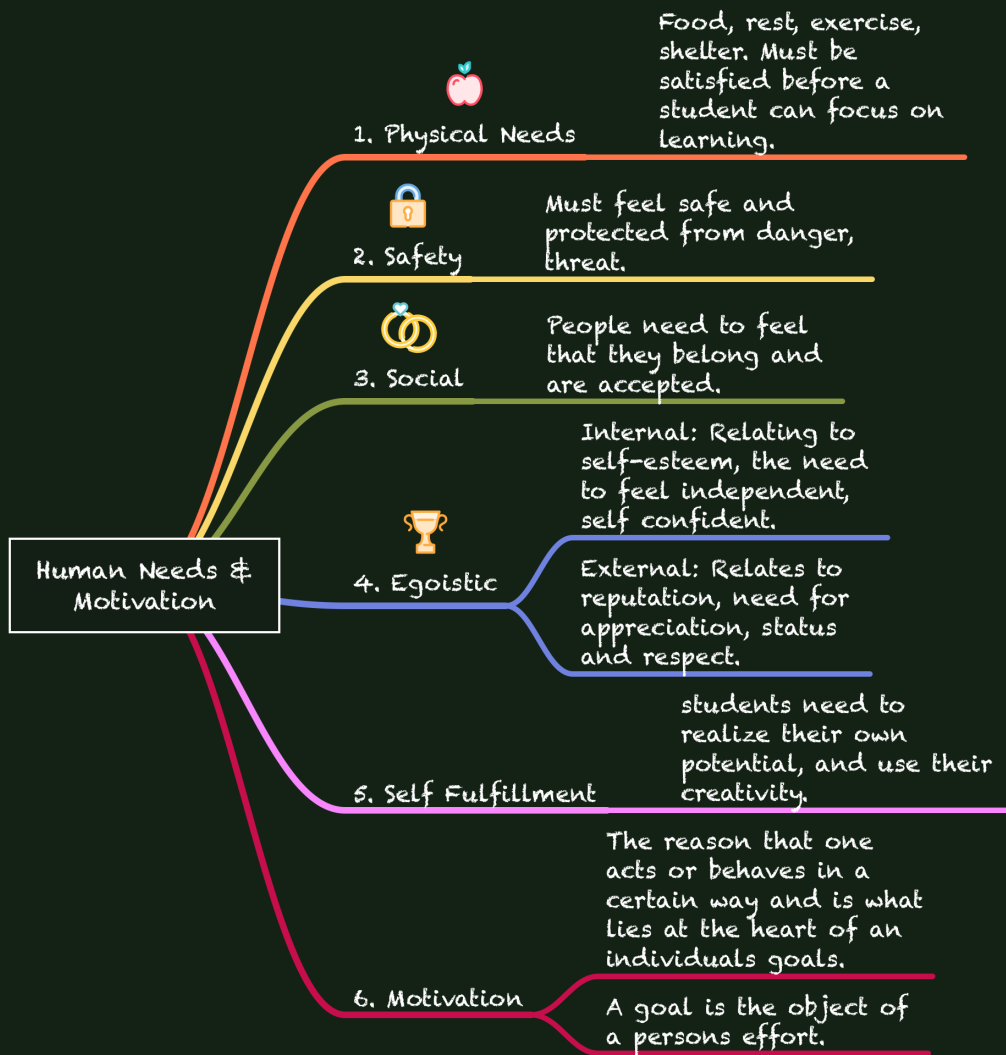 Human Needs &
Motivation
1. Physical Needs
Food, rest, exercise,
shelter. Must be
satisfied before a
student can focus on
learning.
2. Safety
Must feel safe and
protected from danger,
threat.
3. Social
People need to feel
that they belong and
are accepted.
4. Egoistic
Internal: Relating to
self-esteem, the need
to feel independent,
self confident.
External: Relates to
reputation, need for
appreciation, status
and respect.
5. Self Fulfillment
students need to
realize their own
potential, and use their
creativity.
6. Motivation
The reason that one
acts or behaves in a
certain way and is what
lies at the heart of an
individuals goals.
A goal is the object of
a persons effort.